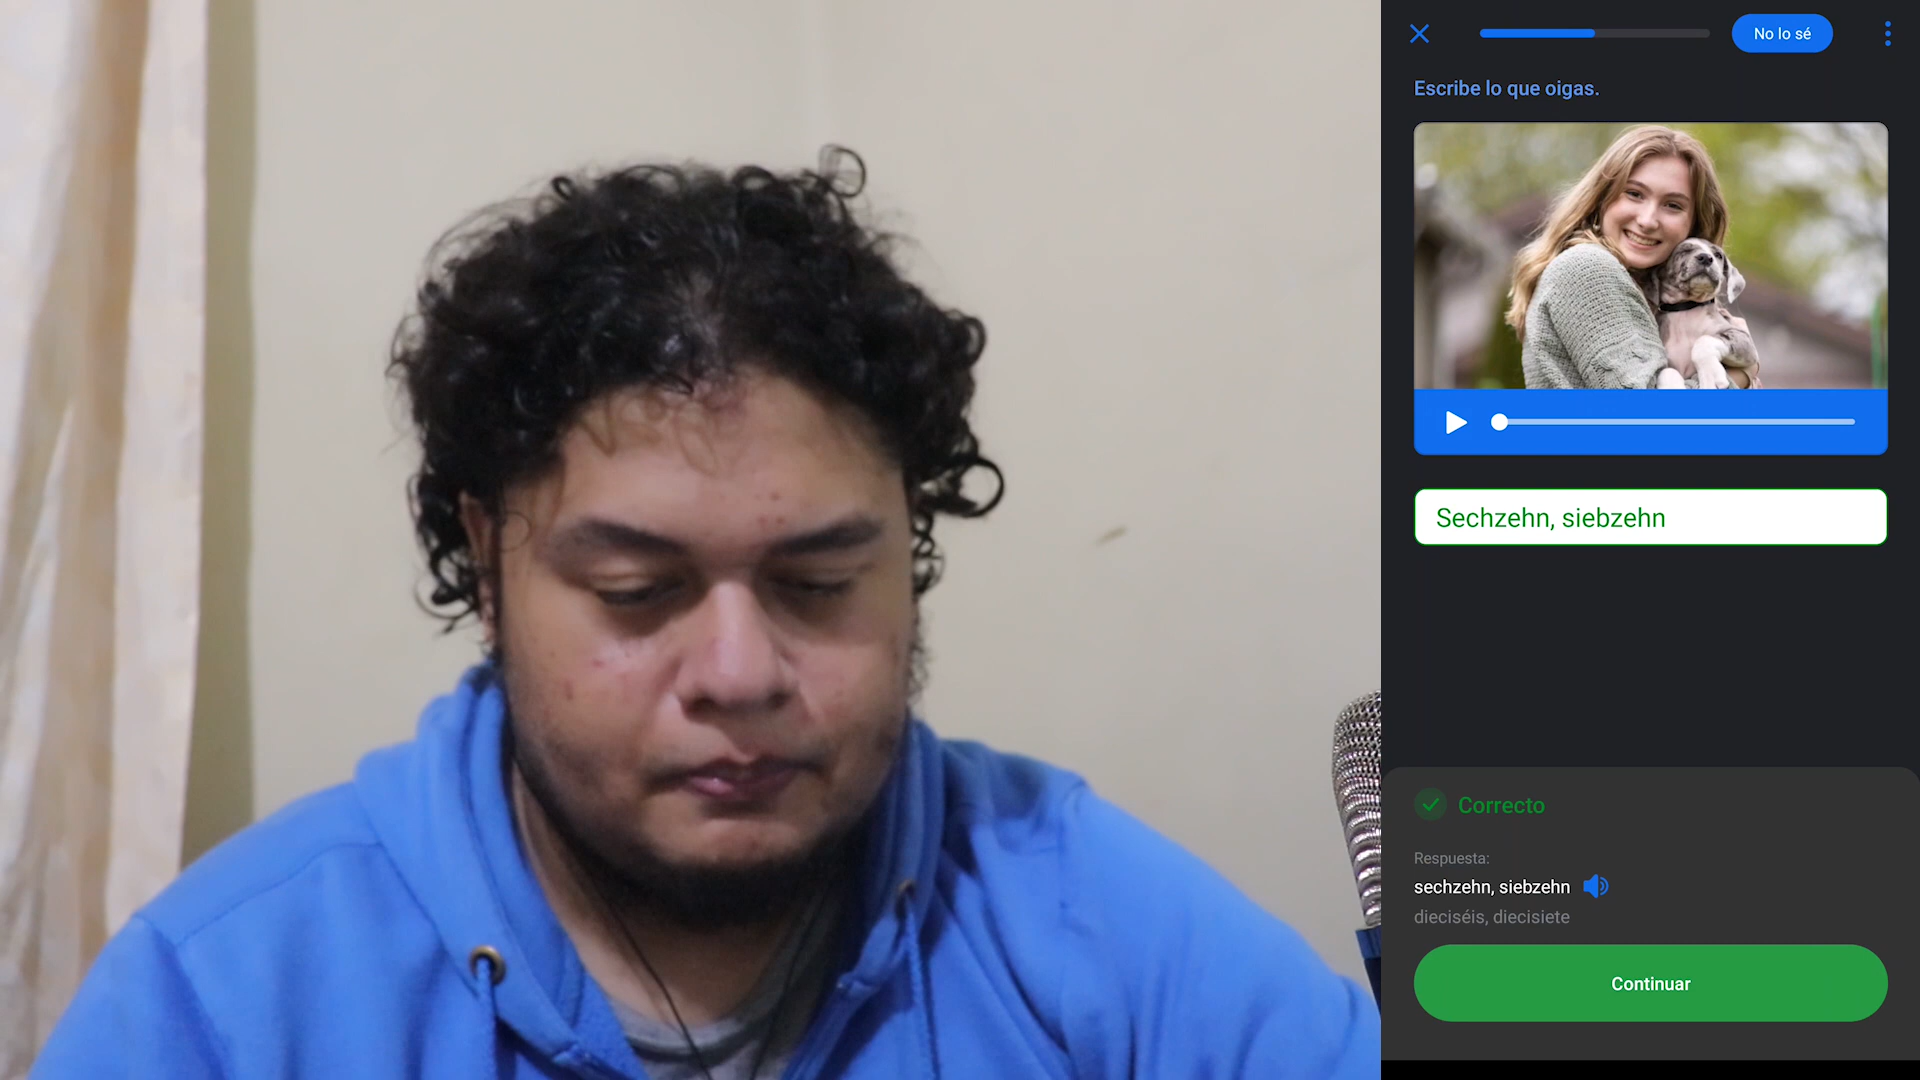 No lo sé
Escribe lo que oigas.
Sechzehn, siebzehn
Correcto
Respuesta:
sechzehn, siebzehn
dieciséis, diecisiete
Continuar